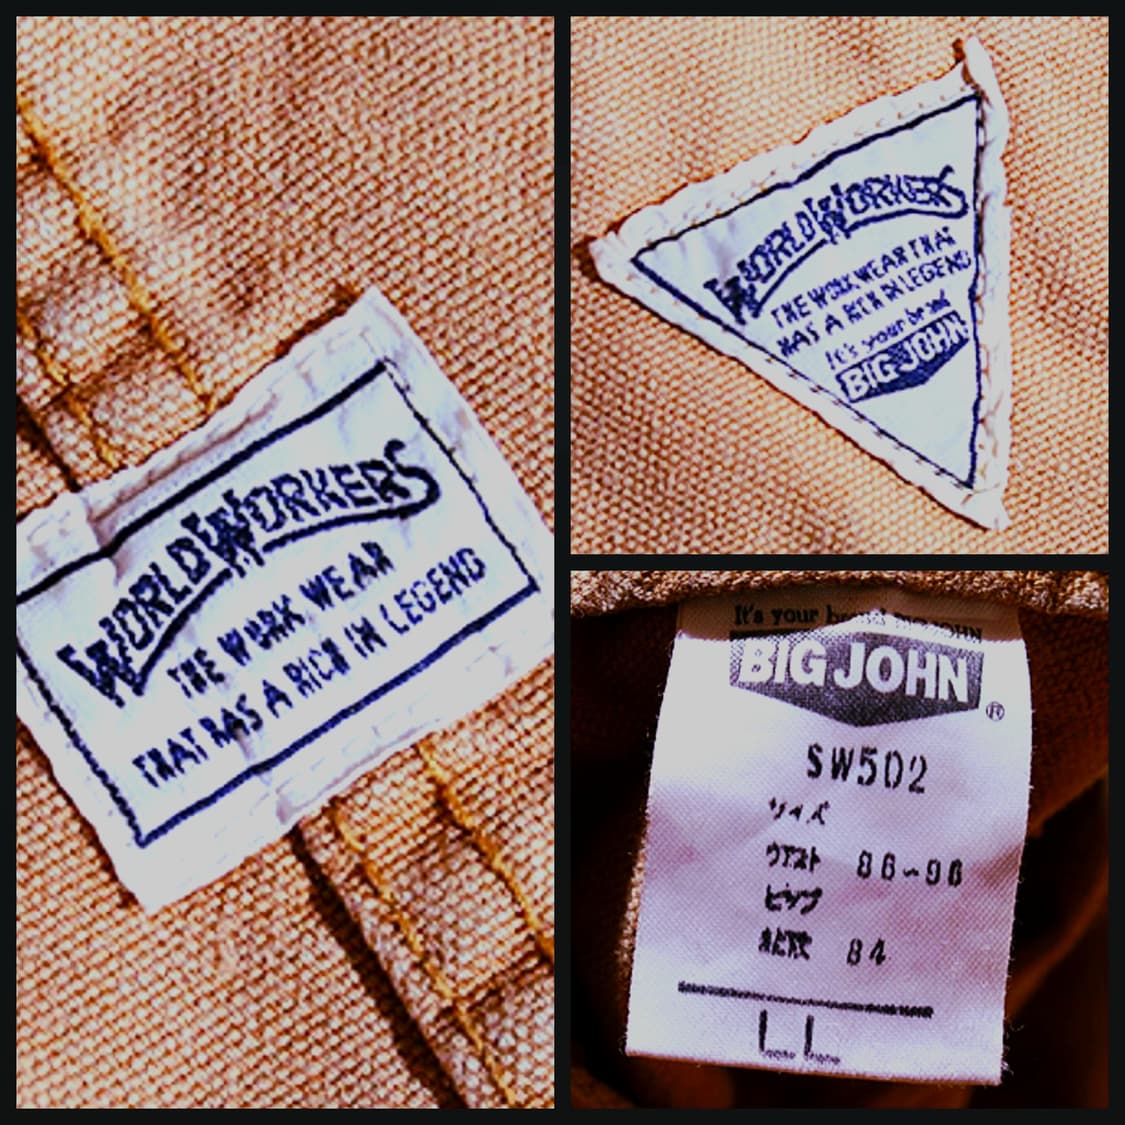 WORLD WORKERS
THE WORK WEAR
THAT HAS A RICH IN LEGEND
WORLD WORKERS
THE WORK WEAR THAT
HAS A RICH IN LEGEND
It's your brand
BIG JOHN
It's your brand BIG JOHN
BIG JOHN ®
SW502
サイズ
ウエスト 86~96
ヒップ
84
LL